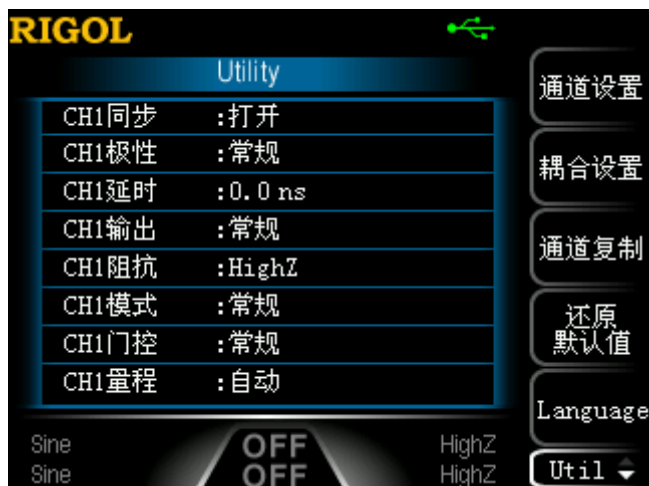 RIGOL
Utility
CH1同步 :打开
CH1极性 :常规
CH1延时 :0.0 ns
CH1输出 :常规
CH1阻抗 :HighZ
CH1模式 :常规
CH1门控 :常规
CH1量程 :自动
通道设置
耦合设置
通道复制
还原
默认值
Language
Util
Sine OFF HighZ
Sine OFF HighZ